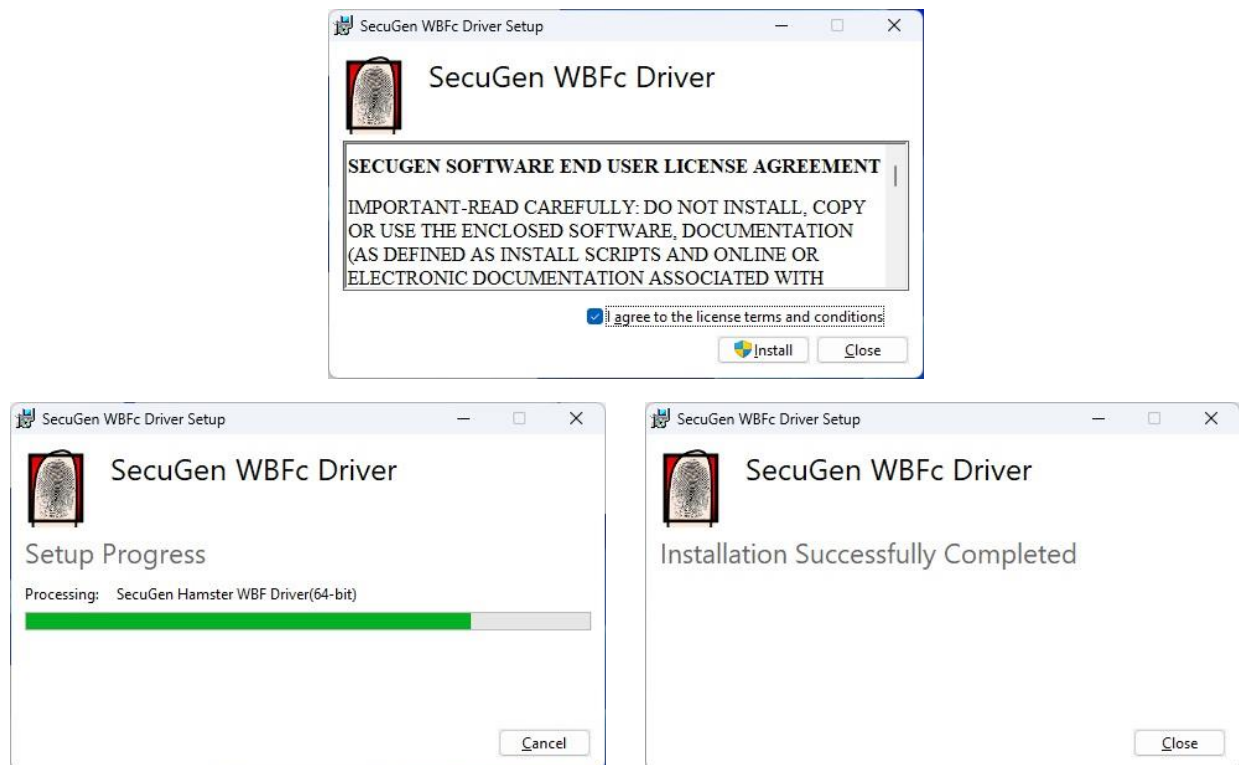 SecuGen WBFc Driver Setup
SecuGen WBFc Driver
SECUGEN SOFTWARE END USER LICENSE AGREEMENT
IMPORTANT-READ CAREFULLY: DO NOT INSTALL, COPY
OR USE THE ENCLOSED SOFTWARE, DOCUMENTATION
(AS DEFINED AS INSTALL SCRIPTS AND ONLINE OR
ELECTRONIC DOCUMENTATION ASSOCIATED WITH
I agree to the license terms and conditions
Install Close
SecuGen WBFc Driver Setup
SecuGen WBFc Driver
Setup Progress
Processing: SecuGen Hamster WBF Driver(64-bit)
Cancel
SecuGen WBFc Driver Setup
SecuGen WBFc Driver
Installation Successfully Completed
Close